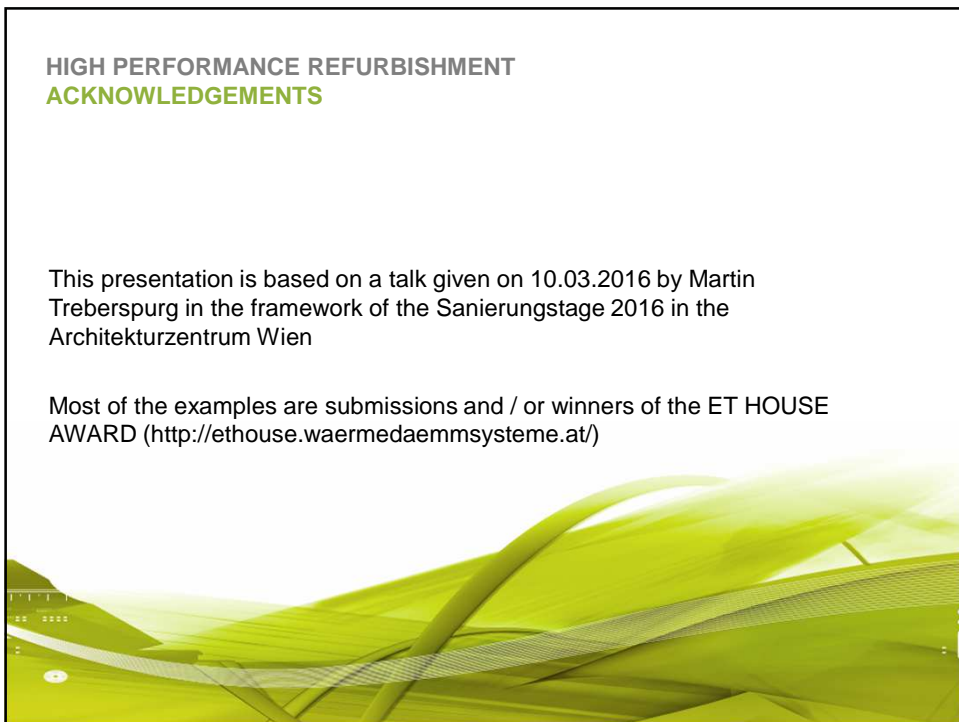 HIGH PERFORMANCE REFURBISHMENT
ACKNOWLEDGEMENTS
This presentation is based on a talk given on 10.03.2016 by Martin
Treberspurg in the framework of the Sanierungstage 2016 in the
Architekturzentrum Wien
Most of the examples are submissions and / or winners of the ET HOUSE
AWARD (http://ethouse.waermedaemmsysteme.at/)